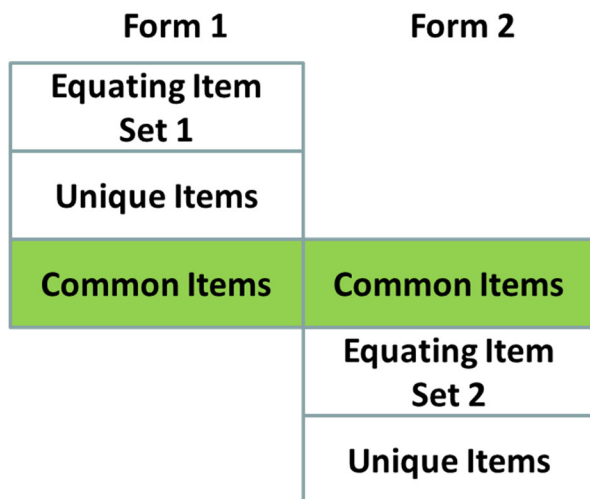 Form 1 Form 2
Equating Item
Set 1
Unique Items
Common Items Common Items
Equating Item
Set 2
Unique Items